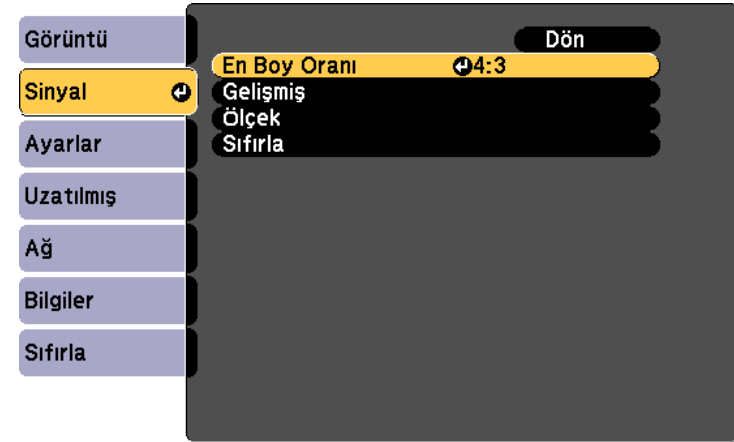 Görüntü
Sinyal
Ayarlar
Uzatılmış
Ağ
Bilgiler
Sıfırla
Dön
En Boy Oranı 4:3
Gelişmiş
Ölçek
Sıfırla